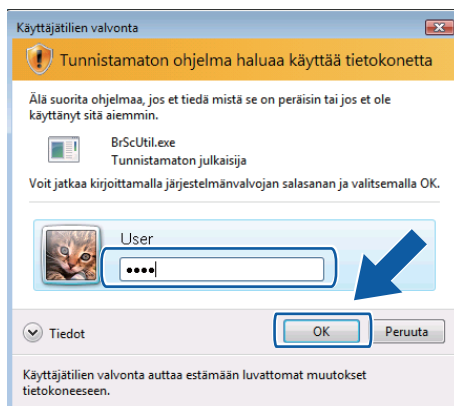 Käyttäjätilien valvonta
Tunnistamaton ohjelma haluaa käyttää tietokonetta
Älä suorita ohjelmaa, jos et tiedä mistä se on peräisin tai jos et ole
käyttänyt sitä aiemmin.
BrScUtil.exe
Tunnistamaton julkaisija
Voit jatkaa kirjoittamalla järjestelmänvalvojan salasanan ja valitsemalla OK.
User
••••
Tiedot
OK
Peruuta
Käyttäjätilien valvonta auttaa estämään luvattomat muutokset
tietokoneeseen.